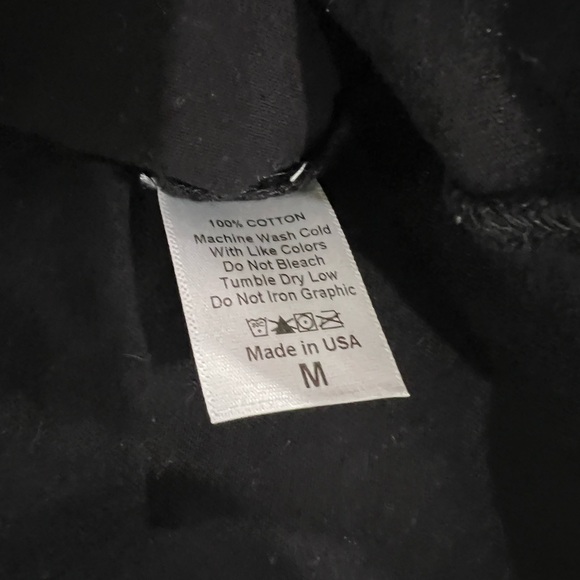 100% COTTON
Machine Wash Cold
With Like Colors
Do Not Bleach
Tumble Dry Low
Do Not Iron Graphic
Made in USA
M